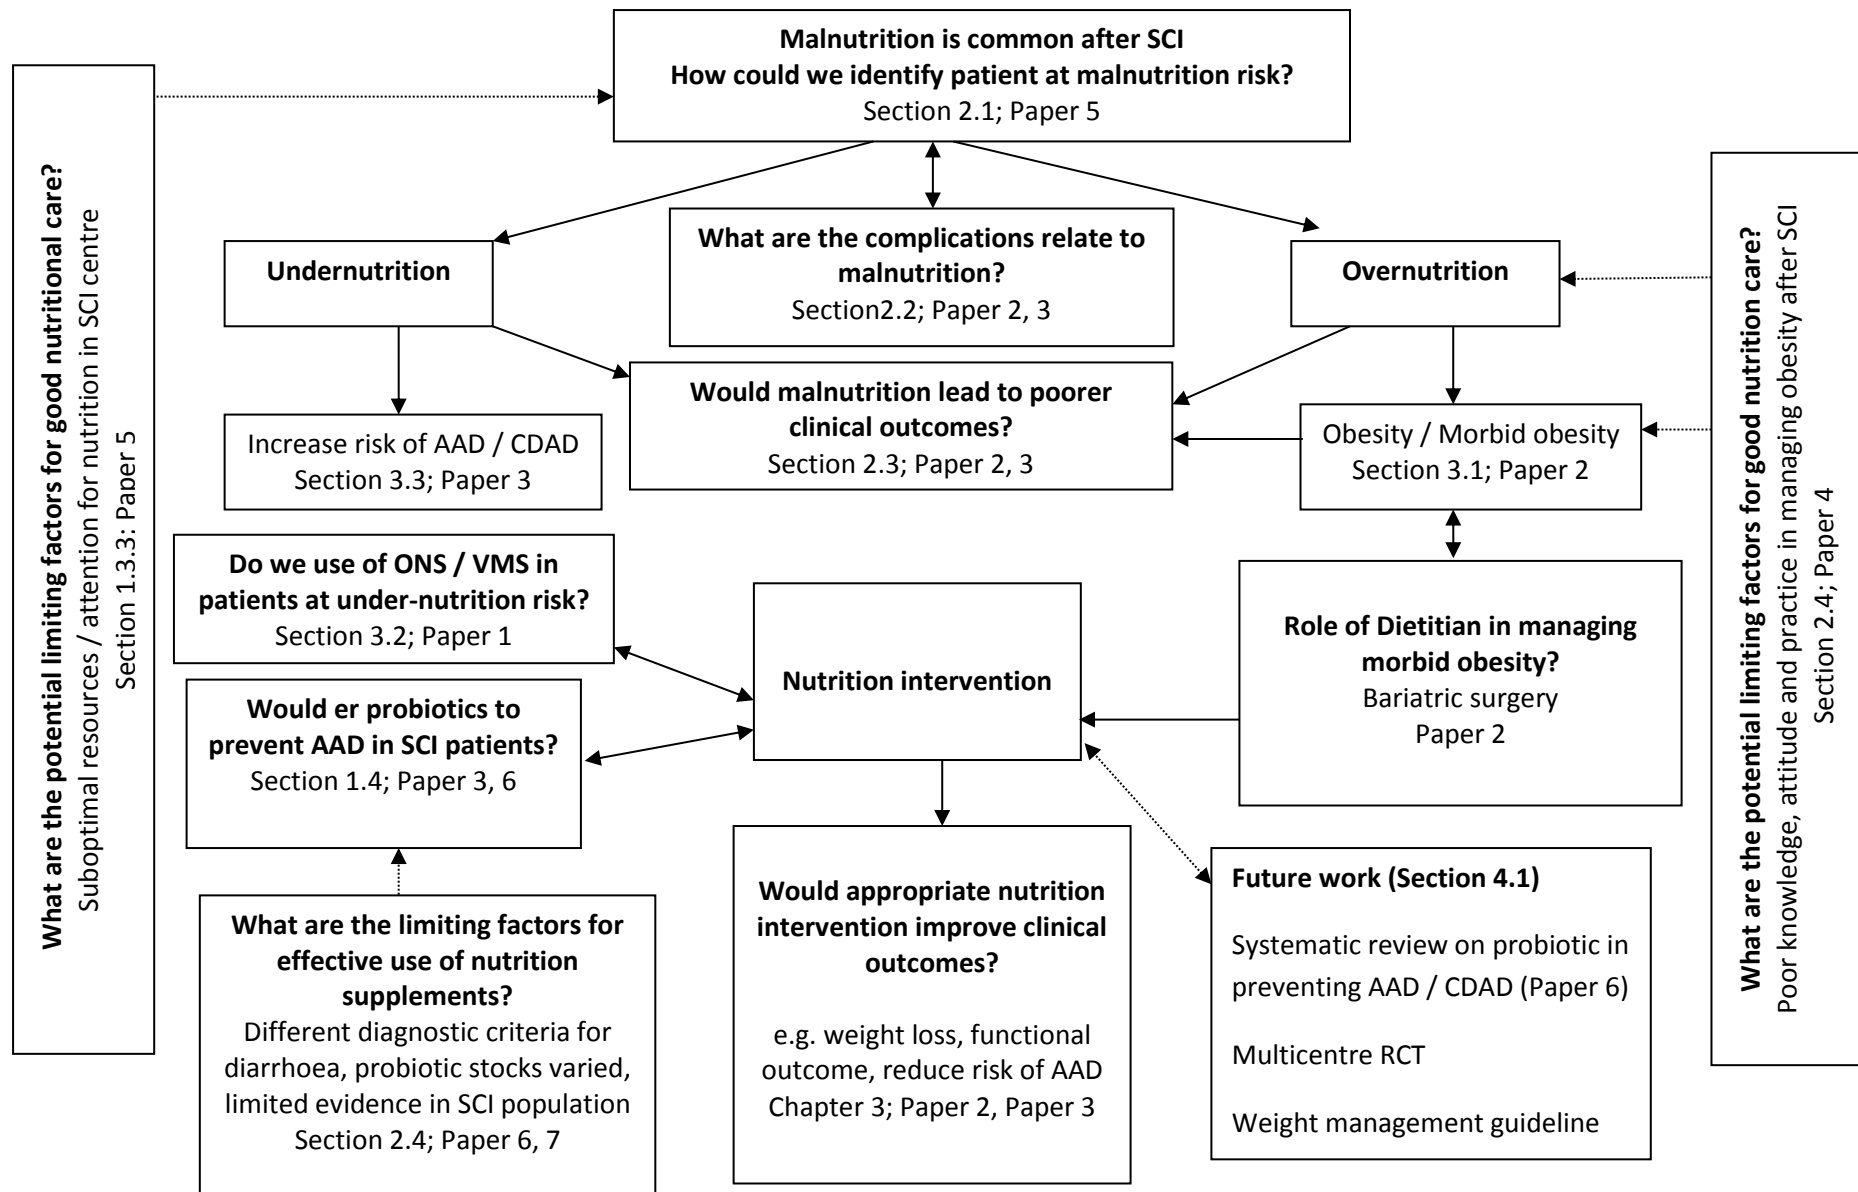 Malnutrition is common after SCI
How could we identify patient at malnutrition risk?
Section 2.1; Paper 5
What are the potential limiting factors for good nutritional care?
Suboptimal resources / attention for nutrition in SCI centre
Section 1.3.3: Paper 5
Undernutrition
What are the complications relate to
malnutrition?
Section2.2; Paper 2, 3
Overnutrition
What are the potential limiting factors for good nutrition care?
Poor knowledge, attitude and practice in managing obesity after SCI
Section 2.4; Paper 4
Increase risk of AAD / CDAD
Section 3.3; Paper 3
Would malnutrition lead to poorer
clinical outcomes?
Section 2.3; Paper 2, 3
Obesity / Morbid obesity
Section 3.1; Paper 2
Do we use of ONS / VMS in
patients at under-nutrition risk?
Section 3.2; Paper 1
Nutrition intervention
Role of Dietitian in managing
morbid obesity?
Bariatric surgery
Paper 2
Would er probiotics to
prevent AAD in SCI patients?
Section 1.4; Paper 3, 6
What are the limiting factors for
effective use of nutrition
supplements?
Different diagnostic criteria for
diarrhoea, probiotic stocks varied,
limited evidence in SCI population
Section 2.4; Paper 6, 7
Would appropriate nutrition
intervention improve clinical
outcomes?
e.g. weight loss, functional
outcome, reduce risk of AAD
Chapter 3; Paper 2, Paper 3
Future work (Section 4.1)
Systematic review on probiotic in
preventing AAD / CDAD (Paper 6)
Multicentre RCT
Weight management guideline